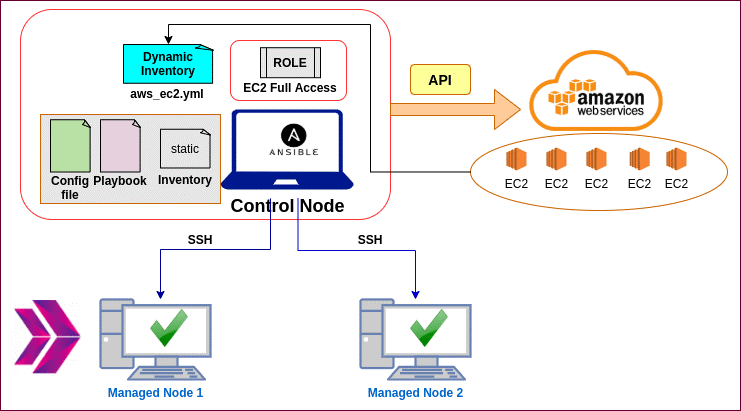 Dynamic
Inventory
aws_ec2.yml
ROLE
EC2 Full Access
API
amazon
web services
Config
file
Playbook
static
Inventory
ANSIBLE
Control Node
EC2 EC2 EC2 EC2 EC2
SSH
SSH
Managed Node 1
Managed Node 2